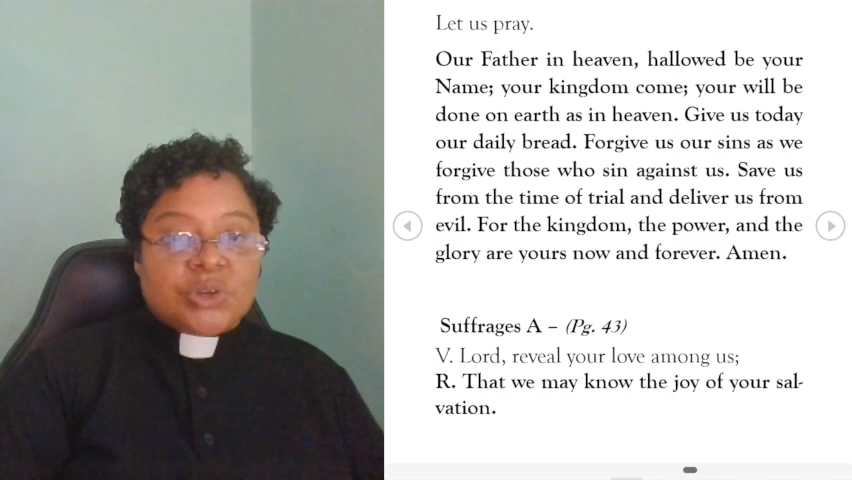 Let us pray.
Our Father in heaven, hallowed be your
Name; your kingdom come; your will be
done on earth as in heaven. Give us today
our daily bread. Forgive us our sins as we
forgive those who sin against us. Save us
from the time of trial and deliver us from
evil. For the kingdom, the power, and the
glory are yours now and forever. Amen.
Suffrages A – (Pg. 43)
V. Lord, reveal your love among us;
R. That we may know the joy of your sal-
vation.